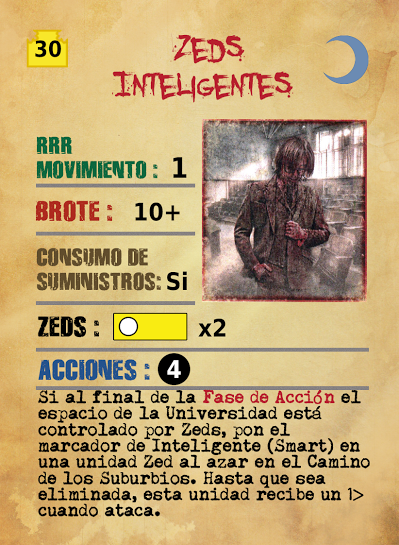 30
ZEDS
INTELIGENTES
RRR
MOVIMIENTO : 1
BROTE : 10+
CONSUMO DE
SUMINISTROS: Si
ZEDS : x2
ACCIONES : 4
Si al final de la Fase de Acción el
espacio de la Universidad está
controlado por Zeds, pon el
marcador de Inteligente (Smart) en
una unidad Zed al azar en el Camino
de los Suburbios. Hasta que sea
eliminada, esta unidad recibe un 1>
cuando ataca.